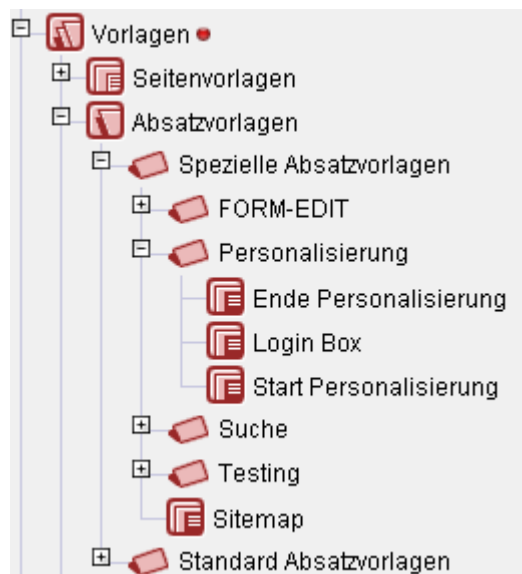 Vorlagen
Seitenvorlagen
Absatzvorlagen
Spezielle Absatzvorlagen
FORM-EDIT
Personalisierung
Ende Personalisierung
Login Box
Start Personalisierung
Suche
Testing
Sitemap
Standard Absatzvorlagen